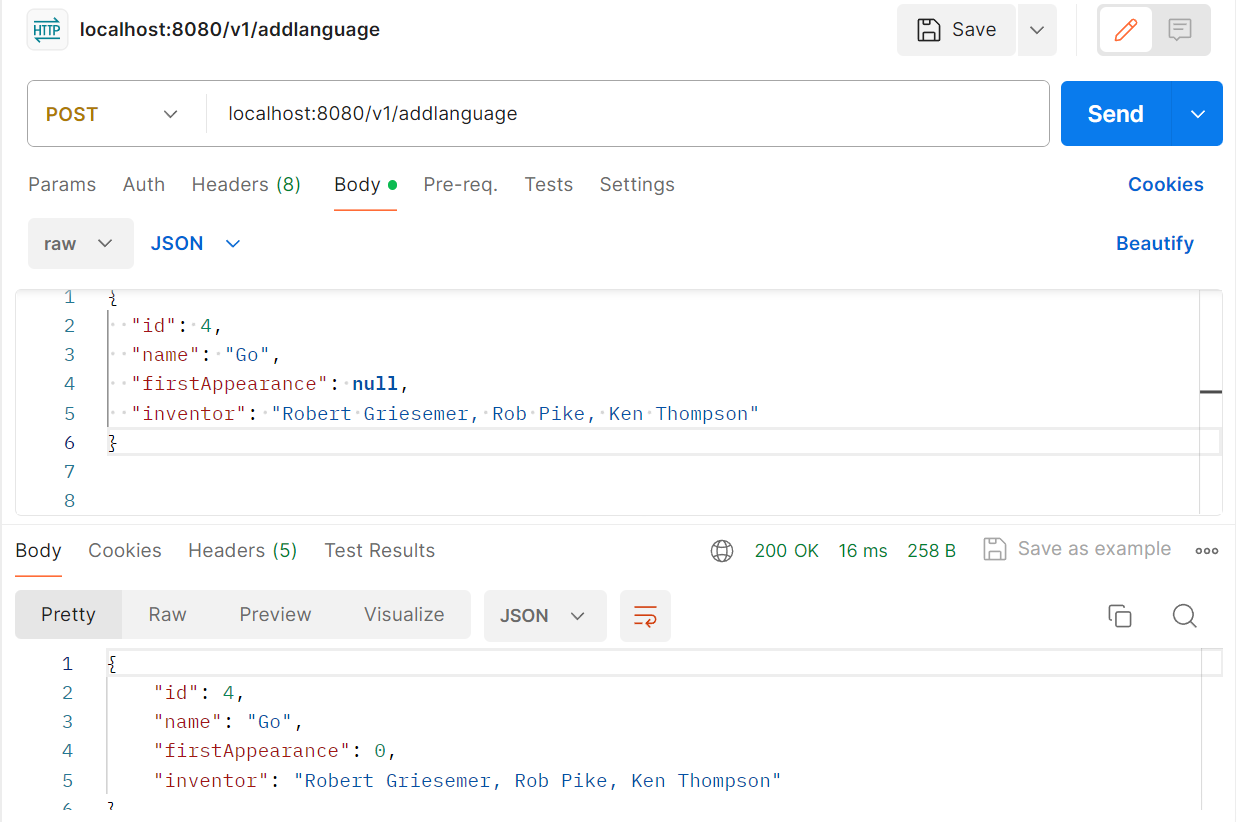 HTTP localhost:8080/v1/addlanguage Save
POST localhost:8080/v1/addlanguage Send
Params Auth Headers (8) Body Pre-req. Tests Settings Cookies
raw JSON Beautify
1 {
2 "id": 4,
3 "name": "Go",
4 "firstAppearance": null,
5 "inventor": "Robert Griesemer, Rob Pike, Ken Thompson"
6 }
7
8
Body Cookies Headers (5) Test Results 200 OK 16 ms 258 B Save as example
Pretty Raw Preview Visualize JSON
1 {
2 "id": 4,
3 "name": "Go",
4 "firstAppearance": 0,
5 "inventor": "Robert Griesemer, Rob Pike, Ken Thompson"
6 }